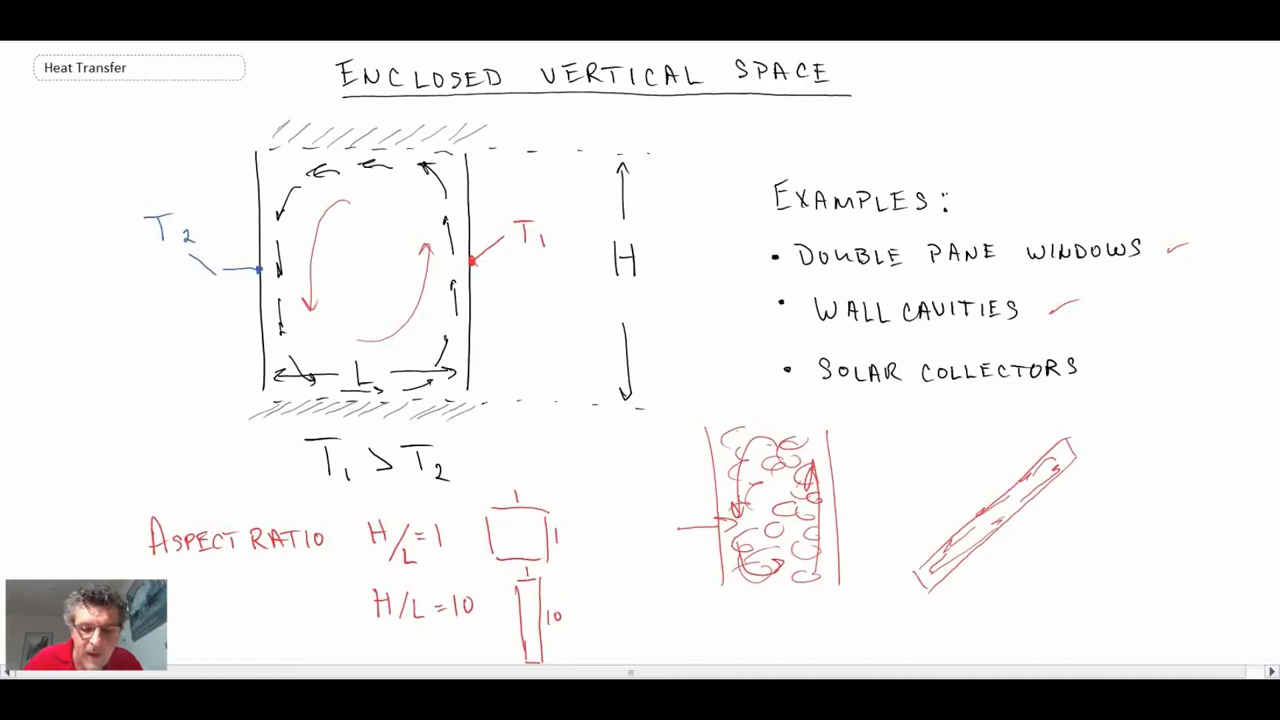 Heat Transfer
ENCLOSED VERTICAL SPACE
T2
T1
H
L
T1 > T2
EXAMPLES:
• DOUBLE PANE WINDOWS
• WALL CAVITIES
• SOLAR COLLECTORS
ASPECT RATIO H/L = 1
1
1
H/L = 10
1
10